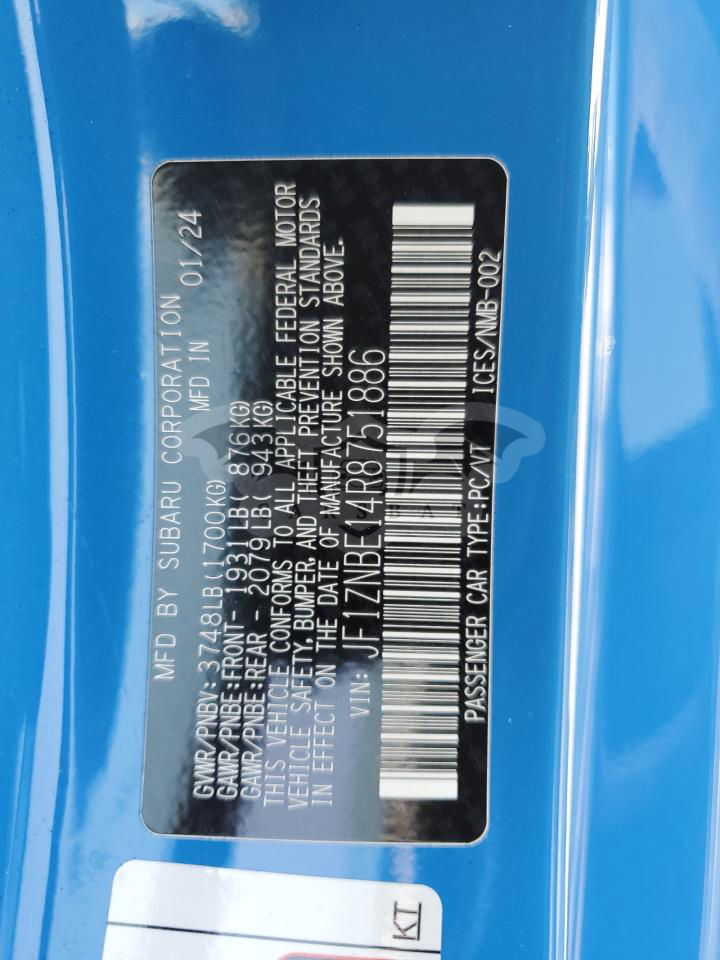 MFD BY SUBARU CORPORATION
MFD IN 01/24
GVWR/PNBV: 3748LB(1700KG)
GAWR/PNBE:FRONT- 1931LB( 876KG)
GAWR/PNBE:REAR - 2079LB( 943KG)
THIS VEHICLE CONFORMS TO ALL APPLICABLE FEDERAL MOTOR
VEHICLE SAFETY, BUMPER, AND THEFT PREVENTION STANDARDS
IN EFFECT ON THE DATE OF MANUFACTURE SHOWN ABOVE.
VIN: JF1ZNBE14R8751886
PASSENGER CAR TYPE:PC/VT ICES/NMB-002
KI